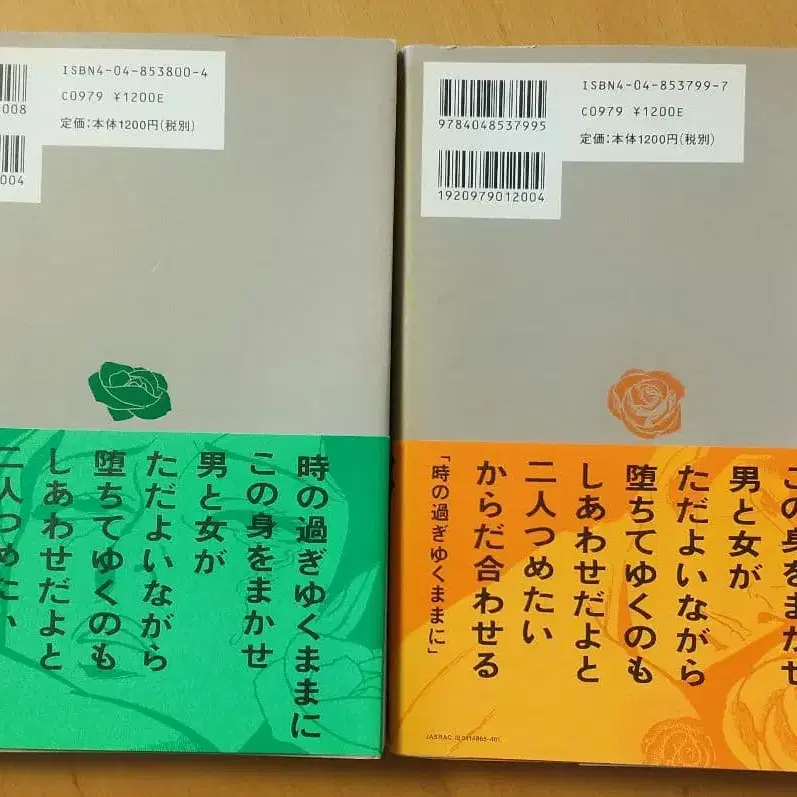 ISBN4-04-853800-4
C0979 ¥1200E
定価:本体1200円(税別)
008
004
時の過ぎゆくままに
この身をまかせ
男と女が
ただよいながら
堕ちてゆくのも
しあわせだよと
二人つめたい
ISBN4-04-853799-7
C0979 ¥1200E
定価:本体1200円(税別)
9784048537995
1920979012004
この身をまかせ
男と女が
ただよいながら
堕ちてゆくのも
しあわせだよと
二人つめたい
からだ合わせる
「時の過ぎゆくままに」